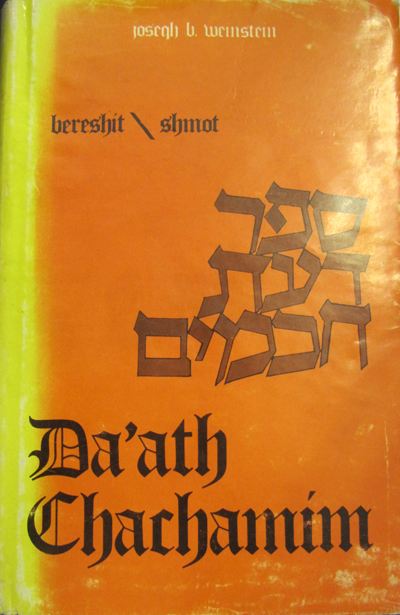 joseph b. weinstein
bereshit \ shmot
ספר
דעת
חכמים
Da'ath
Chachamim